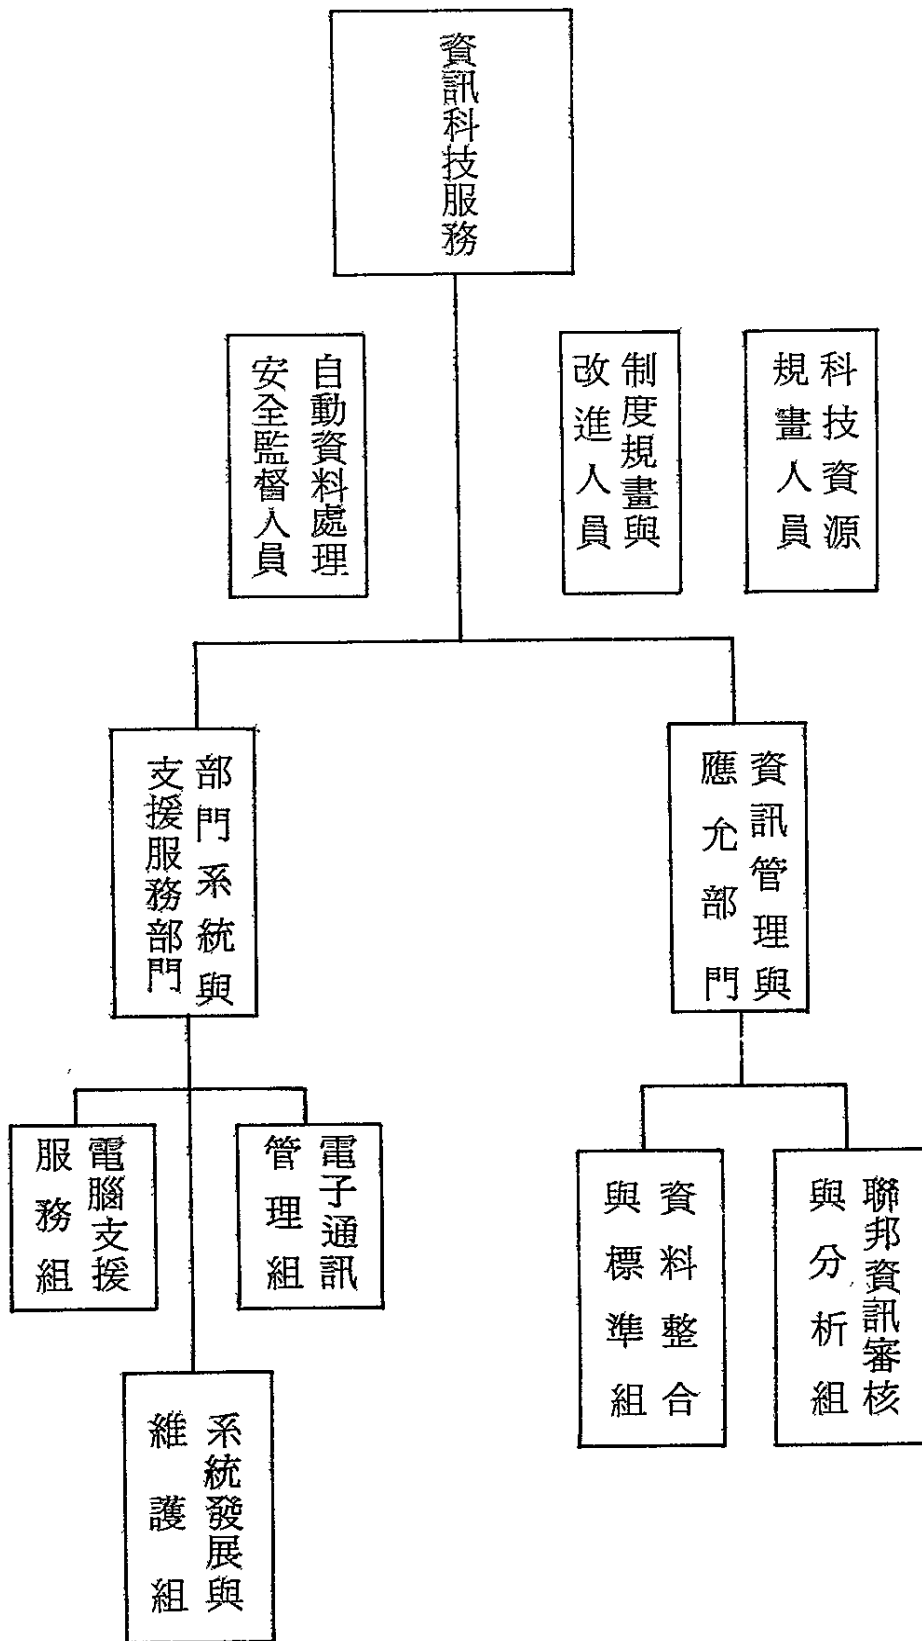 資訊科技服務
科技資源
規畫人員
制度規畫與
改進人員
自動資料處理
安全監督人員
資訊管理與
應允部門
部門系統與
支援服務部門
聯邦資訊審核
與分析組
資料整合
與標準組
電子通訊
管理組
電腦支援
服務組
系統發展與
維護組